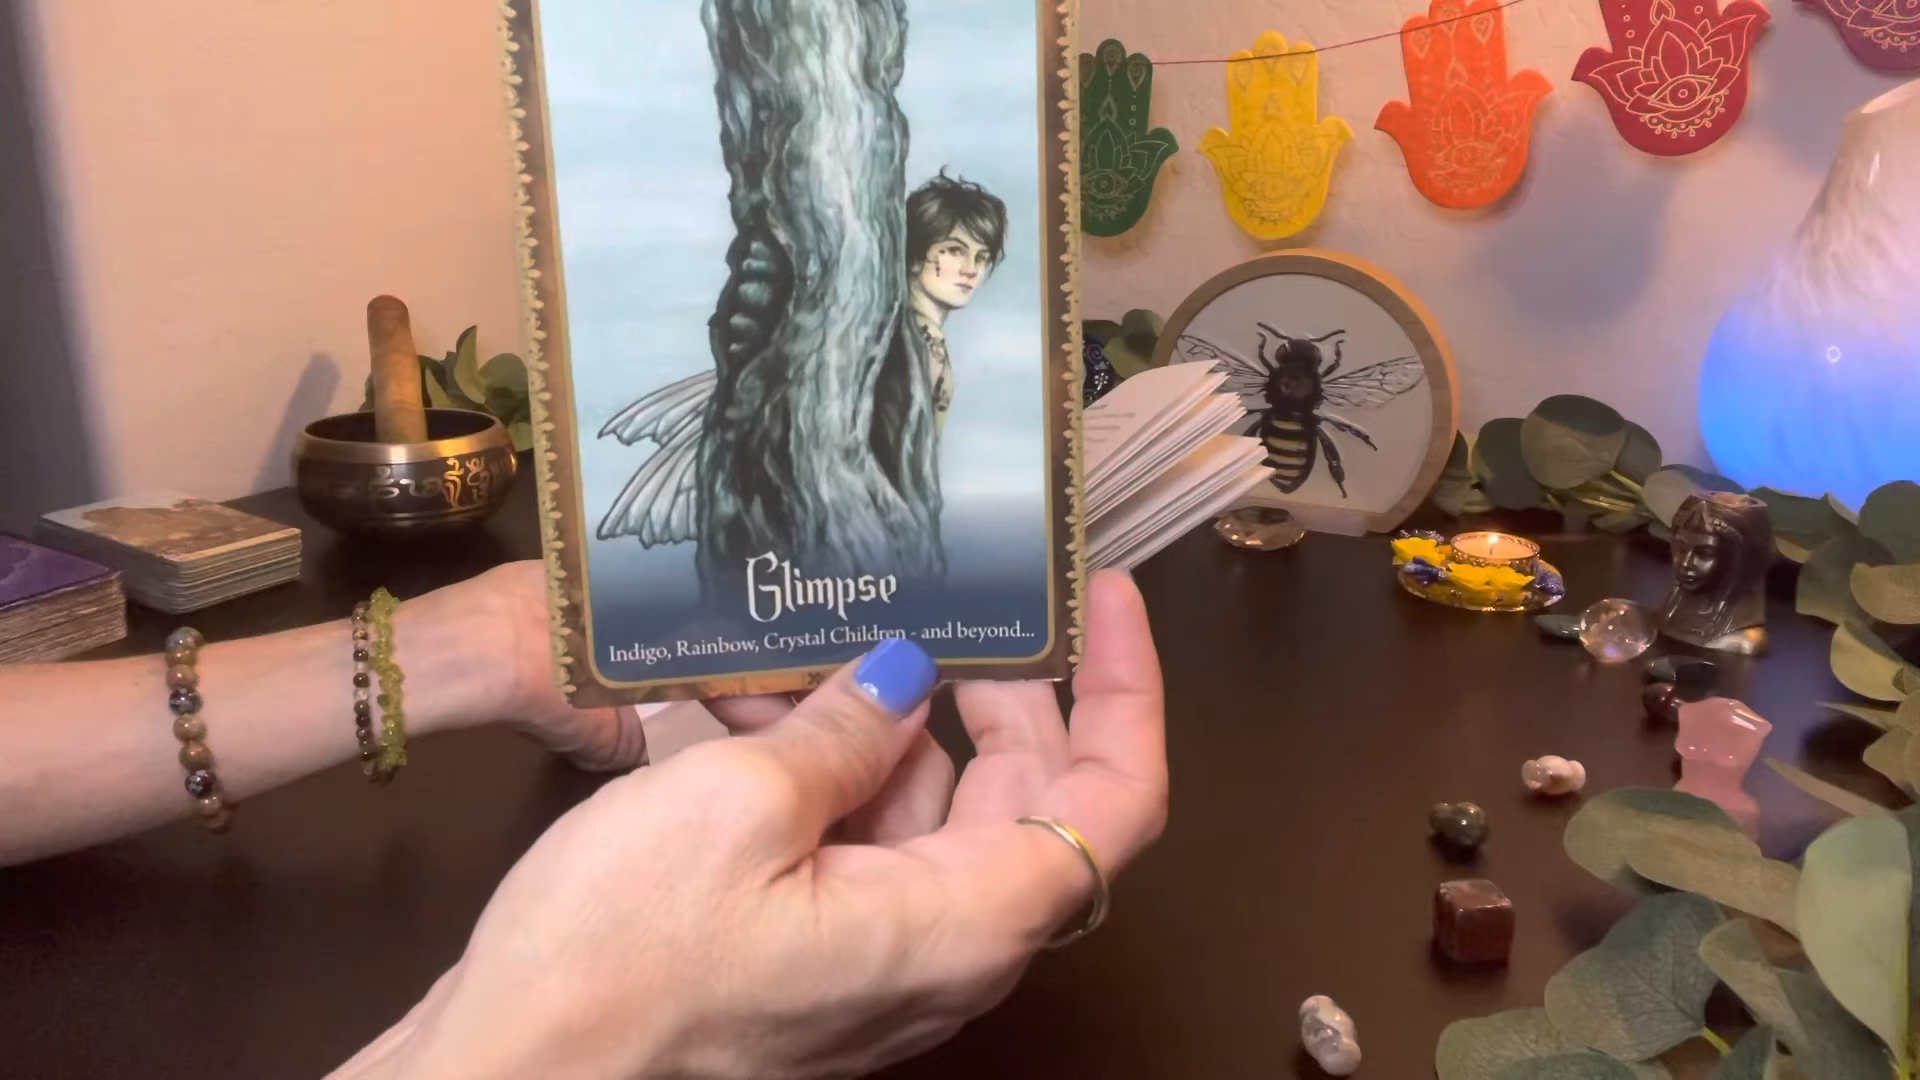 Glimpse
Indigo, Rainbow, Crystal Children - and beyond...